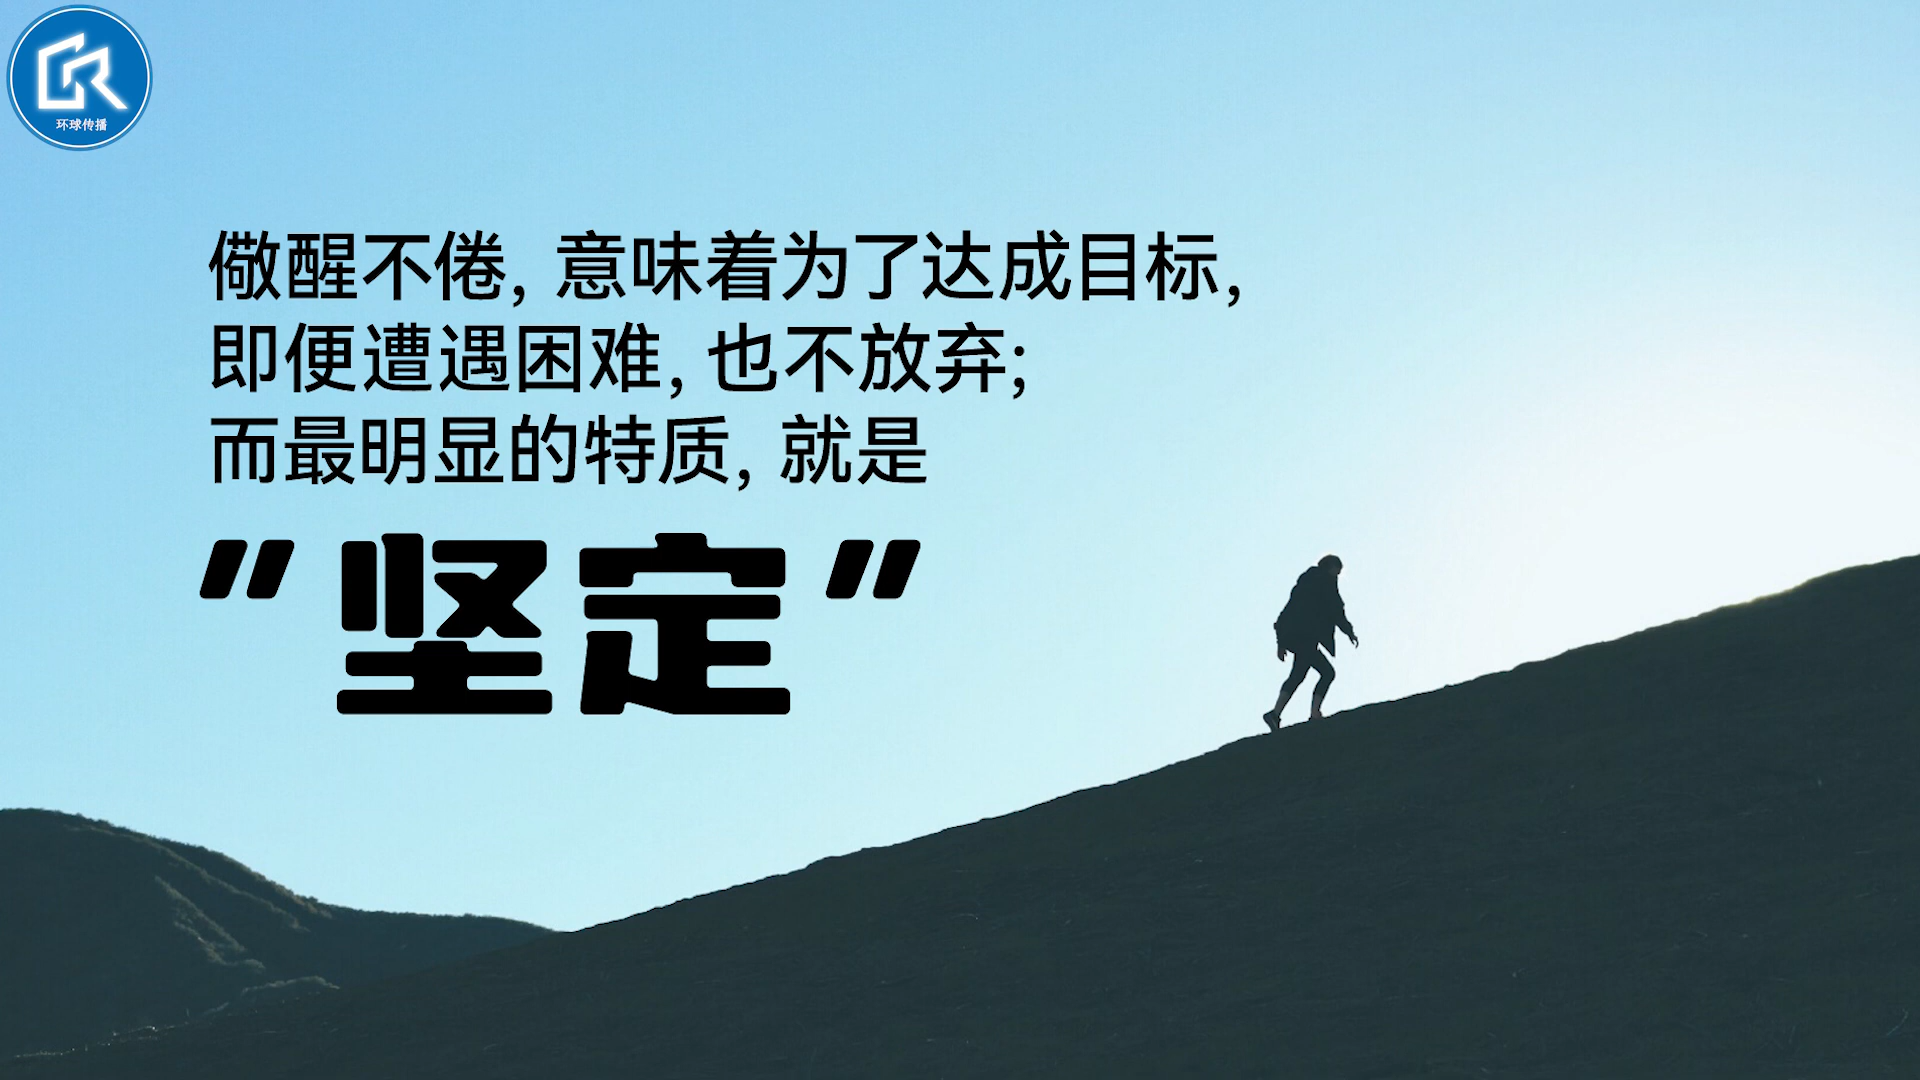 环球传播
儆醒不倦, 意味着为了达成目标,
即便遭遇困难, 也不放弃;
而最明显的特质, 就是
"坚定"